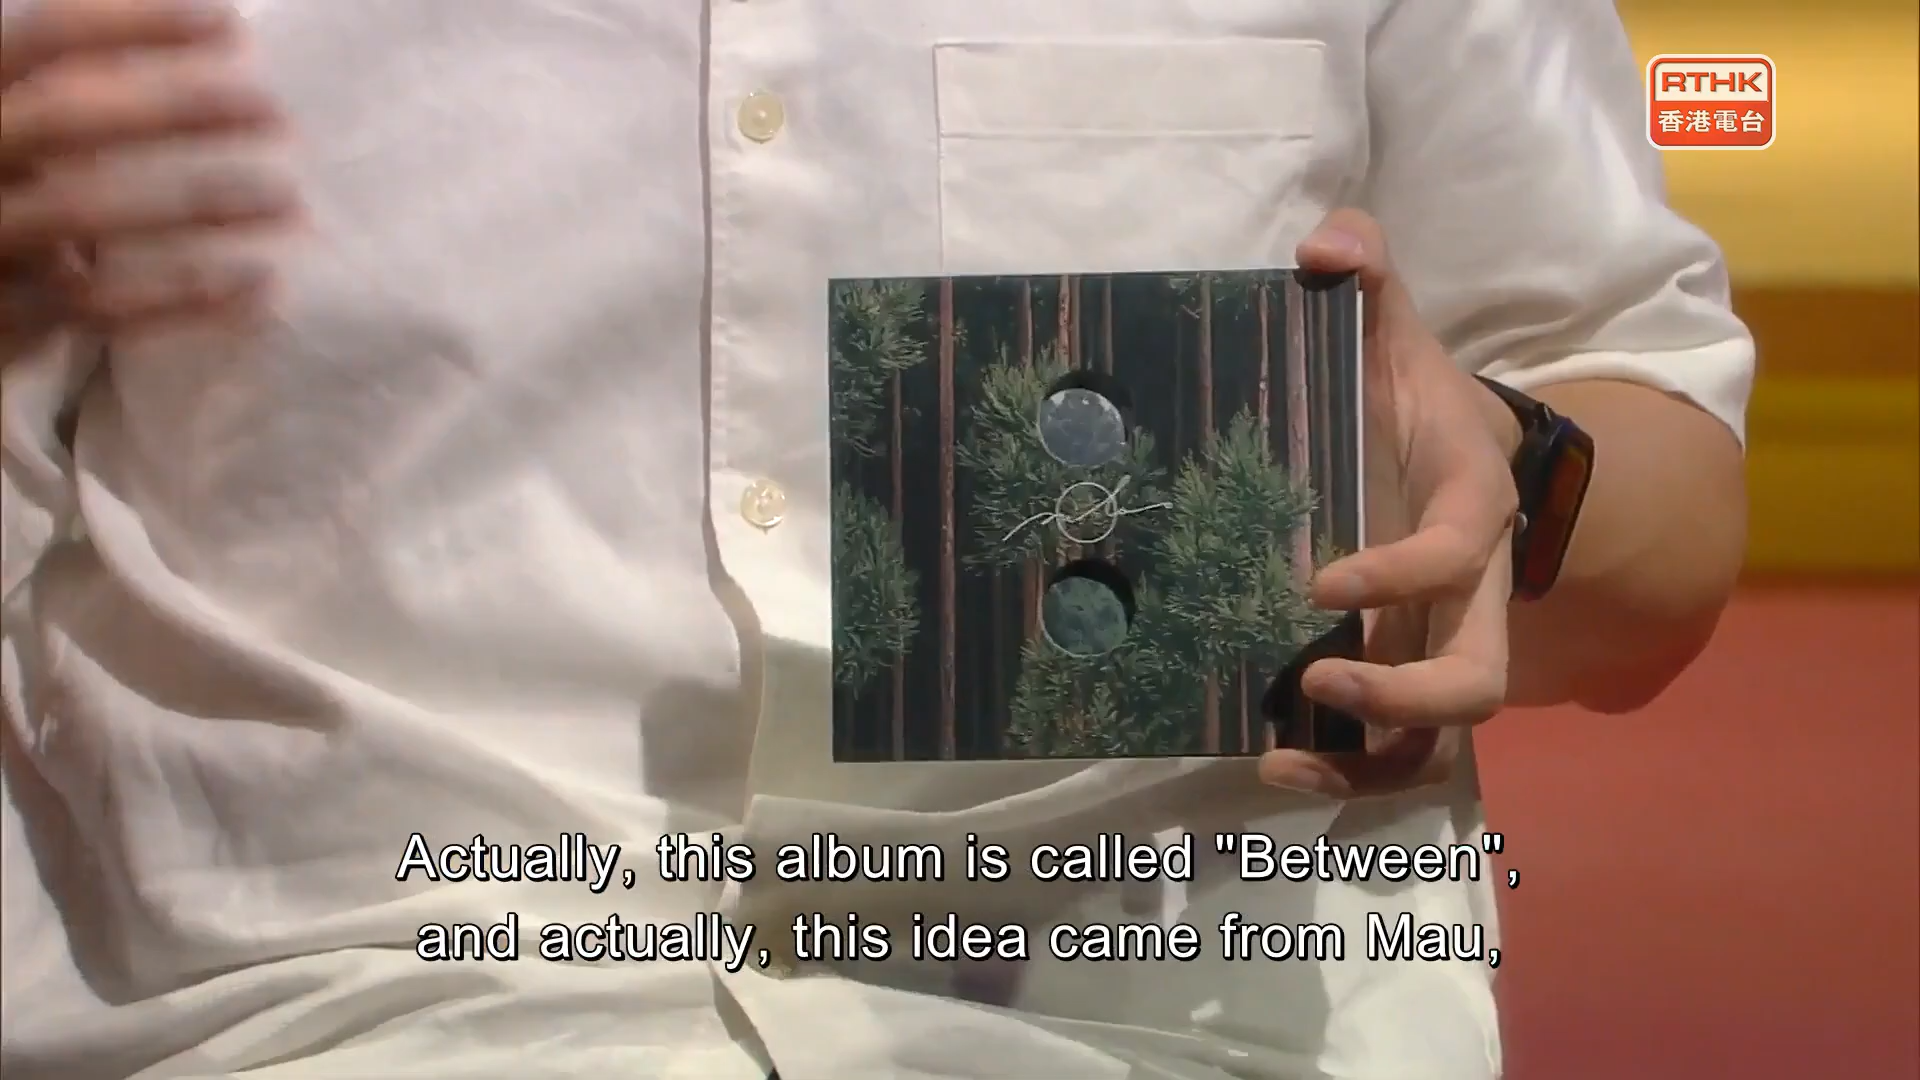 RTHK
香港電台
Actually, this album is called "Between",
and actually, this idea came from Mau,